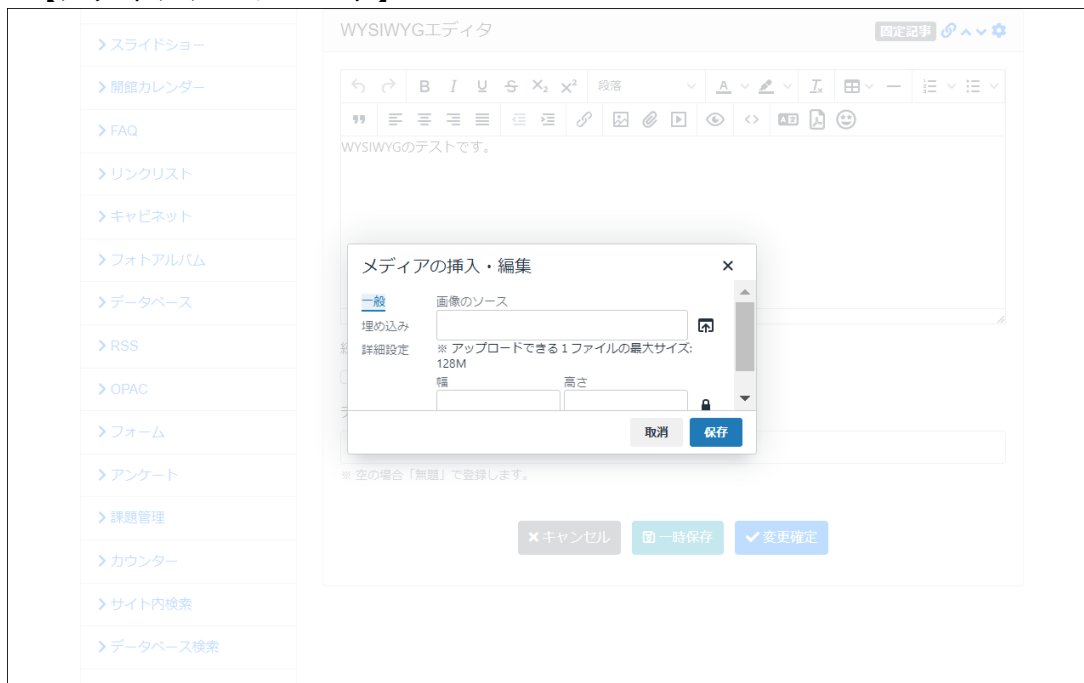 スライドショー
開館カレンダー
FAQ
リンクリスト
キャビネット
フォトアルバム
データベース
RSS
OPAC
フォーム
アンケート
課題管理
カウンター
サイト内検索
データベース検索
WYSIWYGエディタ
固定記事
B I U S X₂ X² 段落 A
WYSIWYGのテストです。
メディアの挿入・編集
一般
埋め込み
詳細設定
画像のソース
※ アップロードできる1ファイルの最大サイズ:
128M
幅 高さ
取消 保存
※ 空の場合「無題」で登録します。
キャンセル 一時保存 変更確定